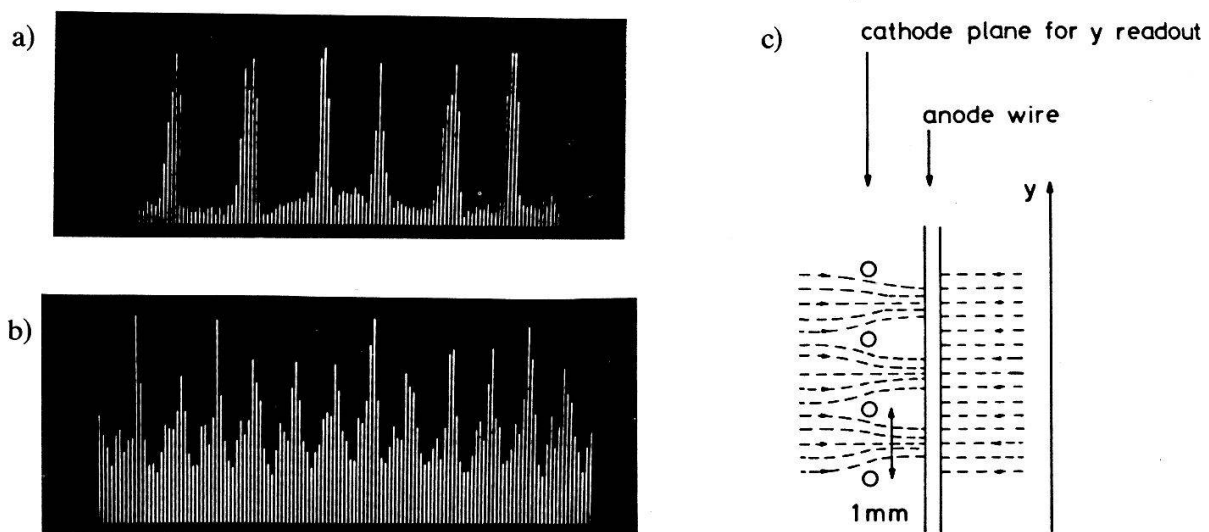 a)
b)
c)
cathode plane for y readout
anode wire
y
1mm